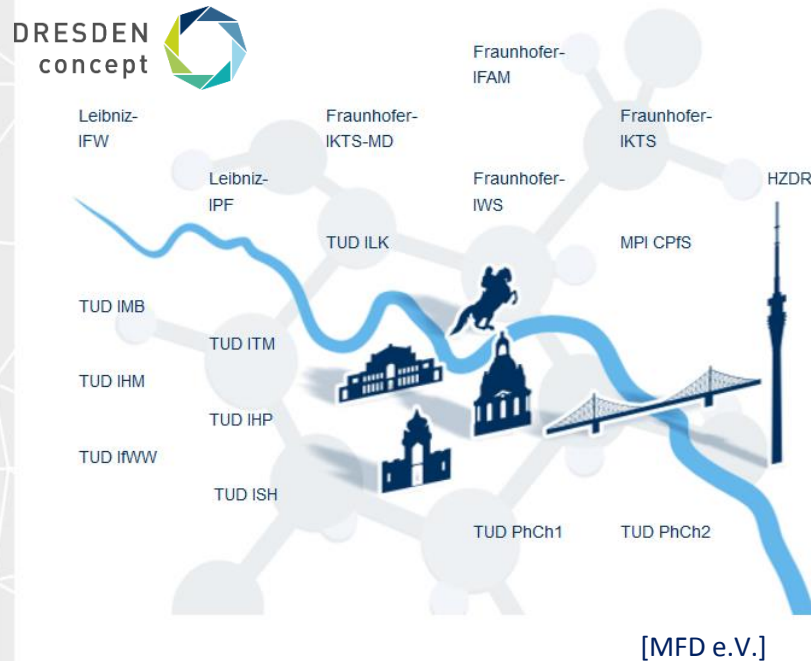 DRESDEN
concept
Fraunhofer-
IFAM
Leibniz-
IFW
Fraunhofer-
IKTS-MD
Fraunhofer-
IKTS
Leibniz-
IPF
Fraunhofer-
IWS
HZDR
TUD ILK
MPI CPfS
TUD IMB
TUD ITM
TUD IHM
TUD IHP
TUD IfWW
TUD ISH
TUD PhCh1
TUD PhCh2
[MFD e.V.]